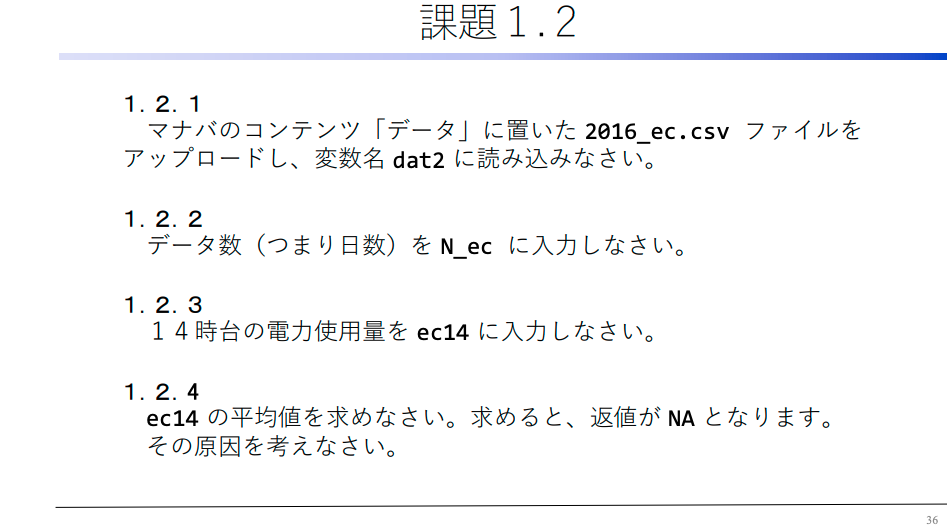 課題１.２
１．２．１
マナバのコンテンツ「データ」に置いた 2016_ec.csv ファイルを
アップロードし、変数名 dat2 に読み込みなさい。
１．２．２
データ数（つまり日数）を N_ec に入力しなさい。
１．２．３
１４時台の電力使用量を ec14 に入力しなさい。
１．２．４
ec14 の平均値を求めなさい。求めると、返値が NA となります。
その原因を考えなさい。
36